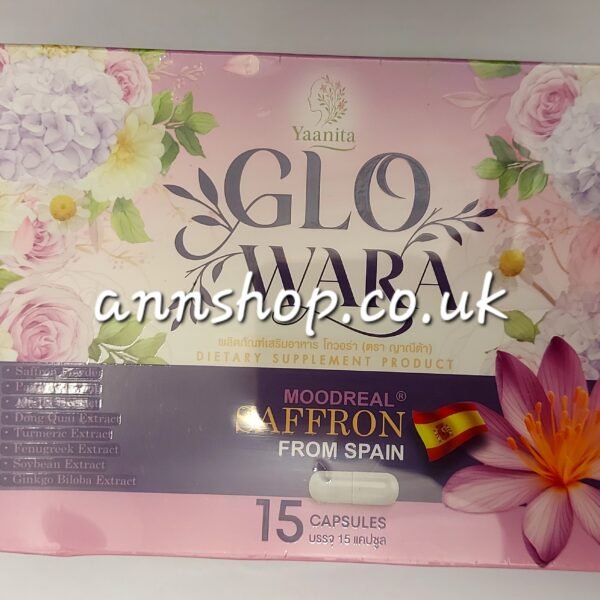 Yaanita
GLO
WARA
annshop.co.uk
ผลิตภัณฑ์เสริมอาหาร โกวอร่า (ตรา ญาณีต้า)
DIETARY SUPPLEMENT PRODUCT
• Saffron Powder
MOODREAL®
SAFFRON
FROM SPAIN
• Dong Quai Extract
• Turmeric Extract
• Fenugreek Extract
• Soybean Extract
• Ginkgo Biloba Extract
15 CAPSULES
บรรจุ 15 แคปซูล